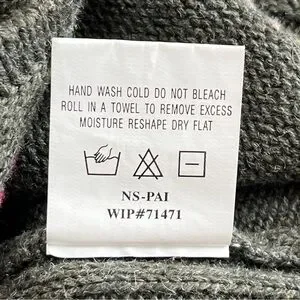 HAND WASH COLD DO NOT BLEACH
ROLL IN A TOWEL TO REMOVE EXCESS
MOISTURE RESHAPE DRY FLAT
NS-PAI
WIP#71471